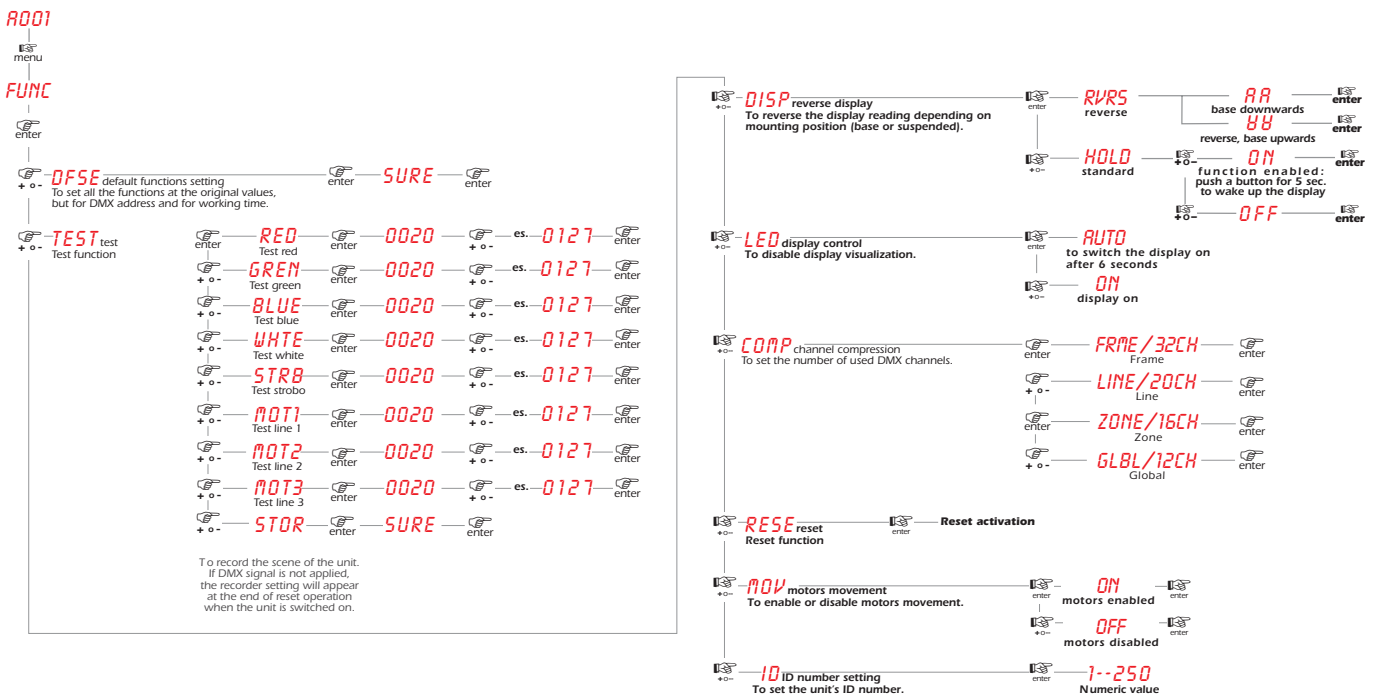 A001
menu
FUNC
enter
+ o - DFSE default functions setting enter SURE enter
To set all the functions at the original values,
but for DMX address and for working time.
+ o - TEST test
Test function
enter RED enter 0020 + o - es. 0127 enter
Test red
+ o - GREN enter 0020 + o - es. 0127 enter
Test green
+ o - BLUE enter 0020 + o - es. 0127 enter
Test blue
+ o - WHTE enter 0020 + o - es. 0127 enter
Test white
+ o - STRB enter 0020 + o - es. 0127 enter
Test strobo
+ o - MOT1 enter 0020 + o - es. 0127 enter
Test line 1
+ o - MOT2 enter 0020 + o - es. 0127 enter
Test line 2
+ o - MOT3 enter 0020 + o - es. 0127 enter
Test line 3
+ o - STOR enter SURE enter
To record the scene of the unit.
If DMX signal is not applied,
the recorder setting will appear
at the end of reset operation
when the unit is switched on.
+o- DISP reverse display
To reverse the display reading depending on
mounting position (base or suspended).
enter RVRS
reverse
AA enter
base downwards
enter
reverse, base upwards
+o- HOLD +o- ON enter
standard
function enabled:
push a button for 5 sec.
to wake up the display
+o- OFF enter
+o- LED display control
To disable display visualization.
enter AUTO
to switch the display on
after 6 seconds
+o- ON
display on
+o- COMP channel compression
To set the number of used DMX channels.
enter FRME/32CH enter
Frame
+ o - LINE/20CH enter
Line
enter ZONE/16CH enter
Zone
+ o - GLBL/12CH enter
Global
+o- RESE reset enter Reset activation
Reset function
+o- MOV motors movement
To enable or disable motors movement.
enter ON enter
motors enabled
+o- OFF enter
motors disabled
+o- ID ID number setting
To set the unit's ID number.
enter 1--250
Numeric value